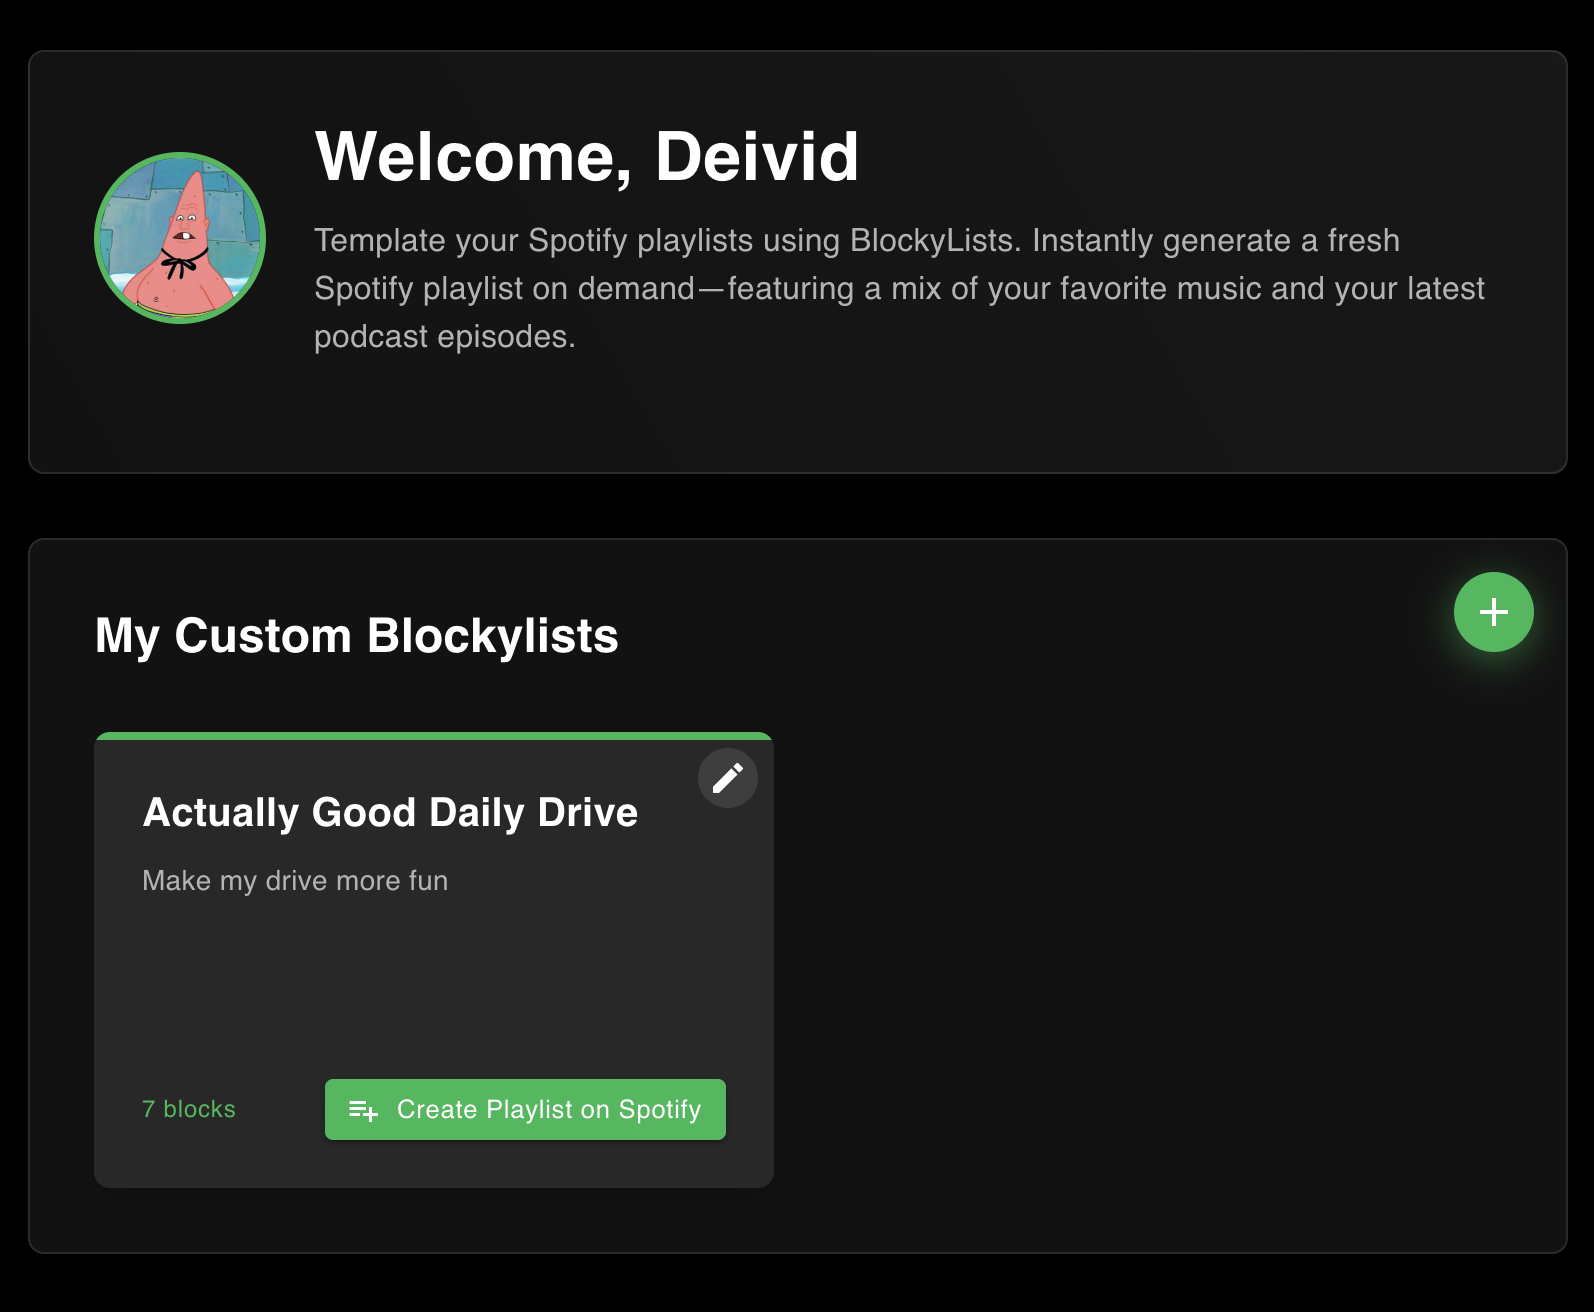 Welcome, Deivid
Template your Spotify playlists using BlockyLists. Instantly generate a fresh
Spotify playlist on demand—featuring a mix of your favorite music and your latest
podcast episodes.
My Custom Blockylists
Actually Good Daily Drive
Make my drive more fun
7 blocks
Create Playlist on Spotify